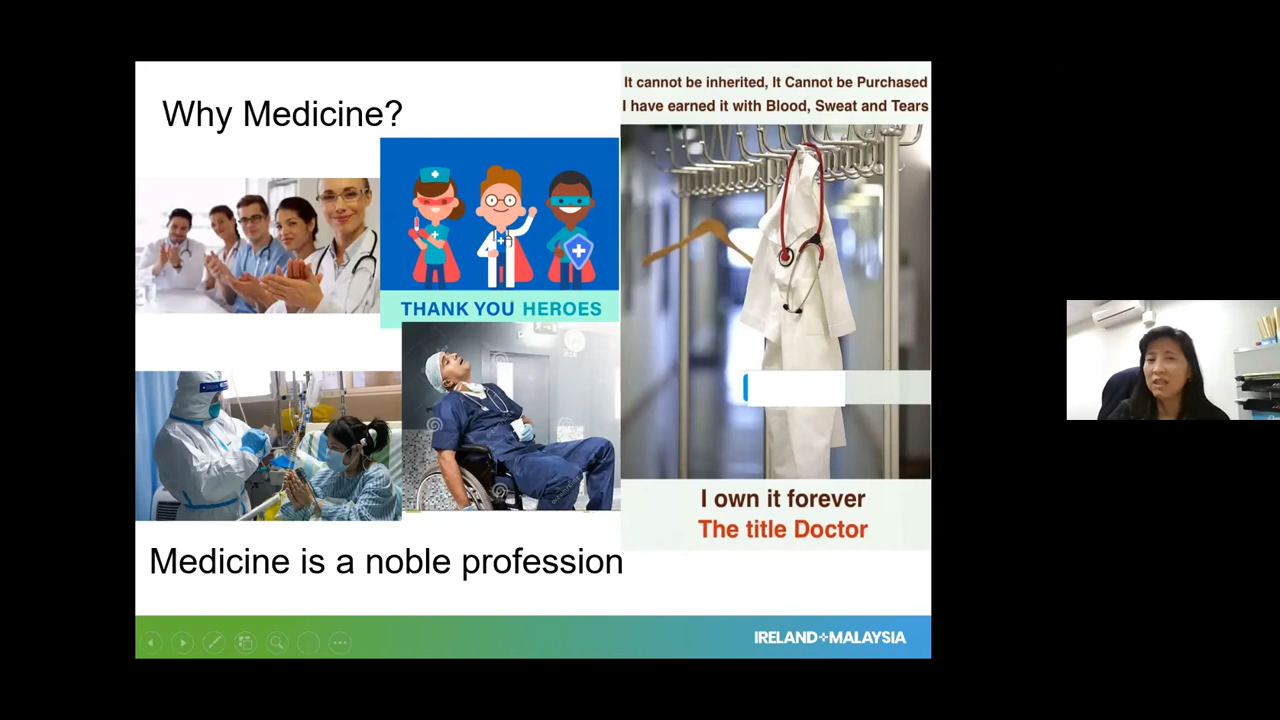 Why Medicine?
It cannot be inherited, It Cannot be Purchased
I have earned it with Blood, Sweat and Tears
THANK YOU HEROES
I own it forever
The title Doctor
Medicine is a noble profession
IRELAND+MALAYSIA